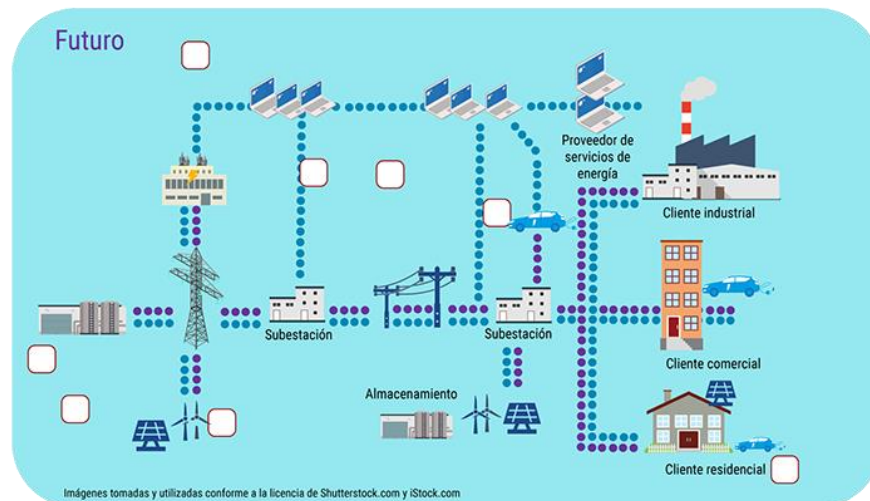 Futuro
Proveedor de
servicios de
energía
Cliente industrial
Subestación
Subestación
Cliente comercial
Almacenamiento
Cliente residencial
Imágenes tomadas y utilizadas conforme a la licencia de Shutterstock.com y iStock.com